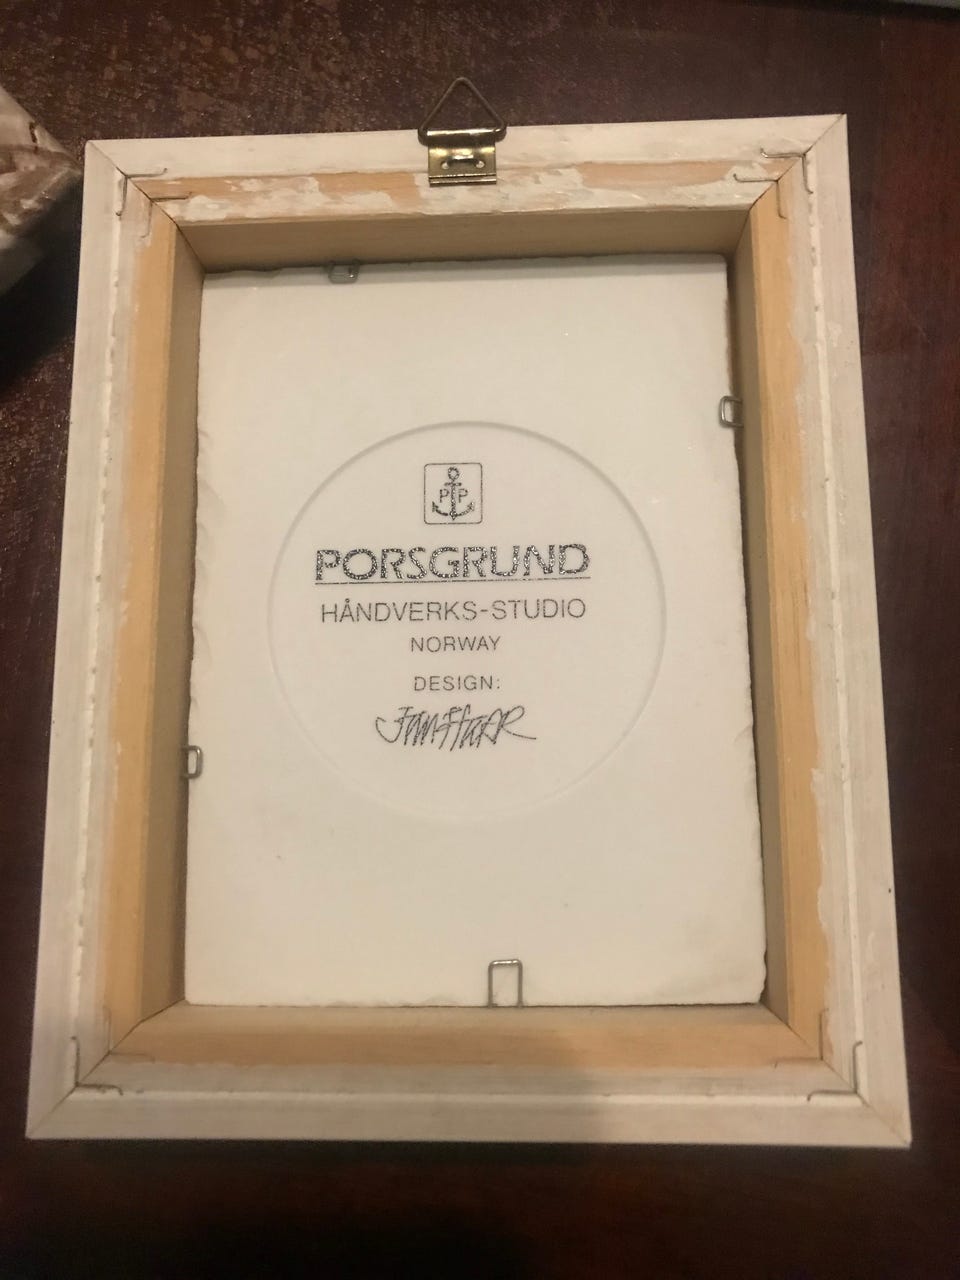 P P
PORSGRUND
HÅNDVERKS-STUDIO
NORWAY
DESIGN: